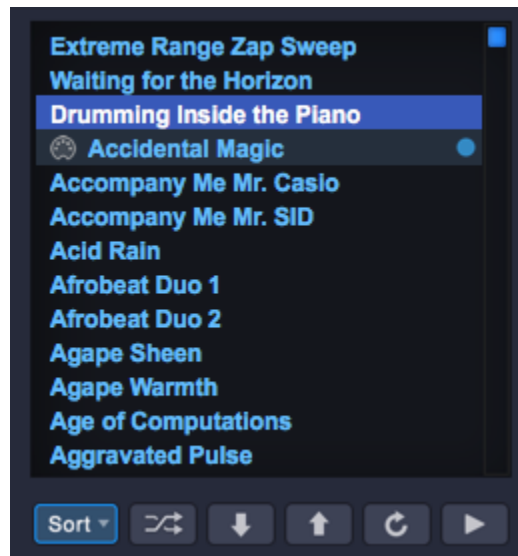 Extreme Range Zap Sweep
Waiting for the Horizon
Drumming Inside the Piano
Accidental Magic
Accompany Me Mr. Casio
Accompany Me Mr. SID
Acid Rain
Afrobeat Duo 1
Afrobeat Duo 2
Agape Sheen
Agape Warmth
Age of Computations
Aggravated Pulse
Sort